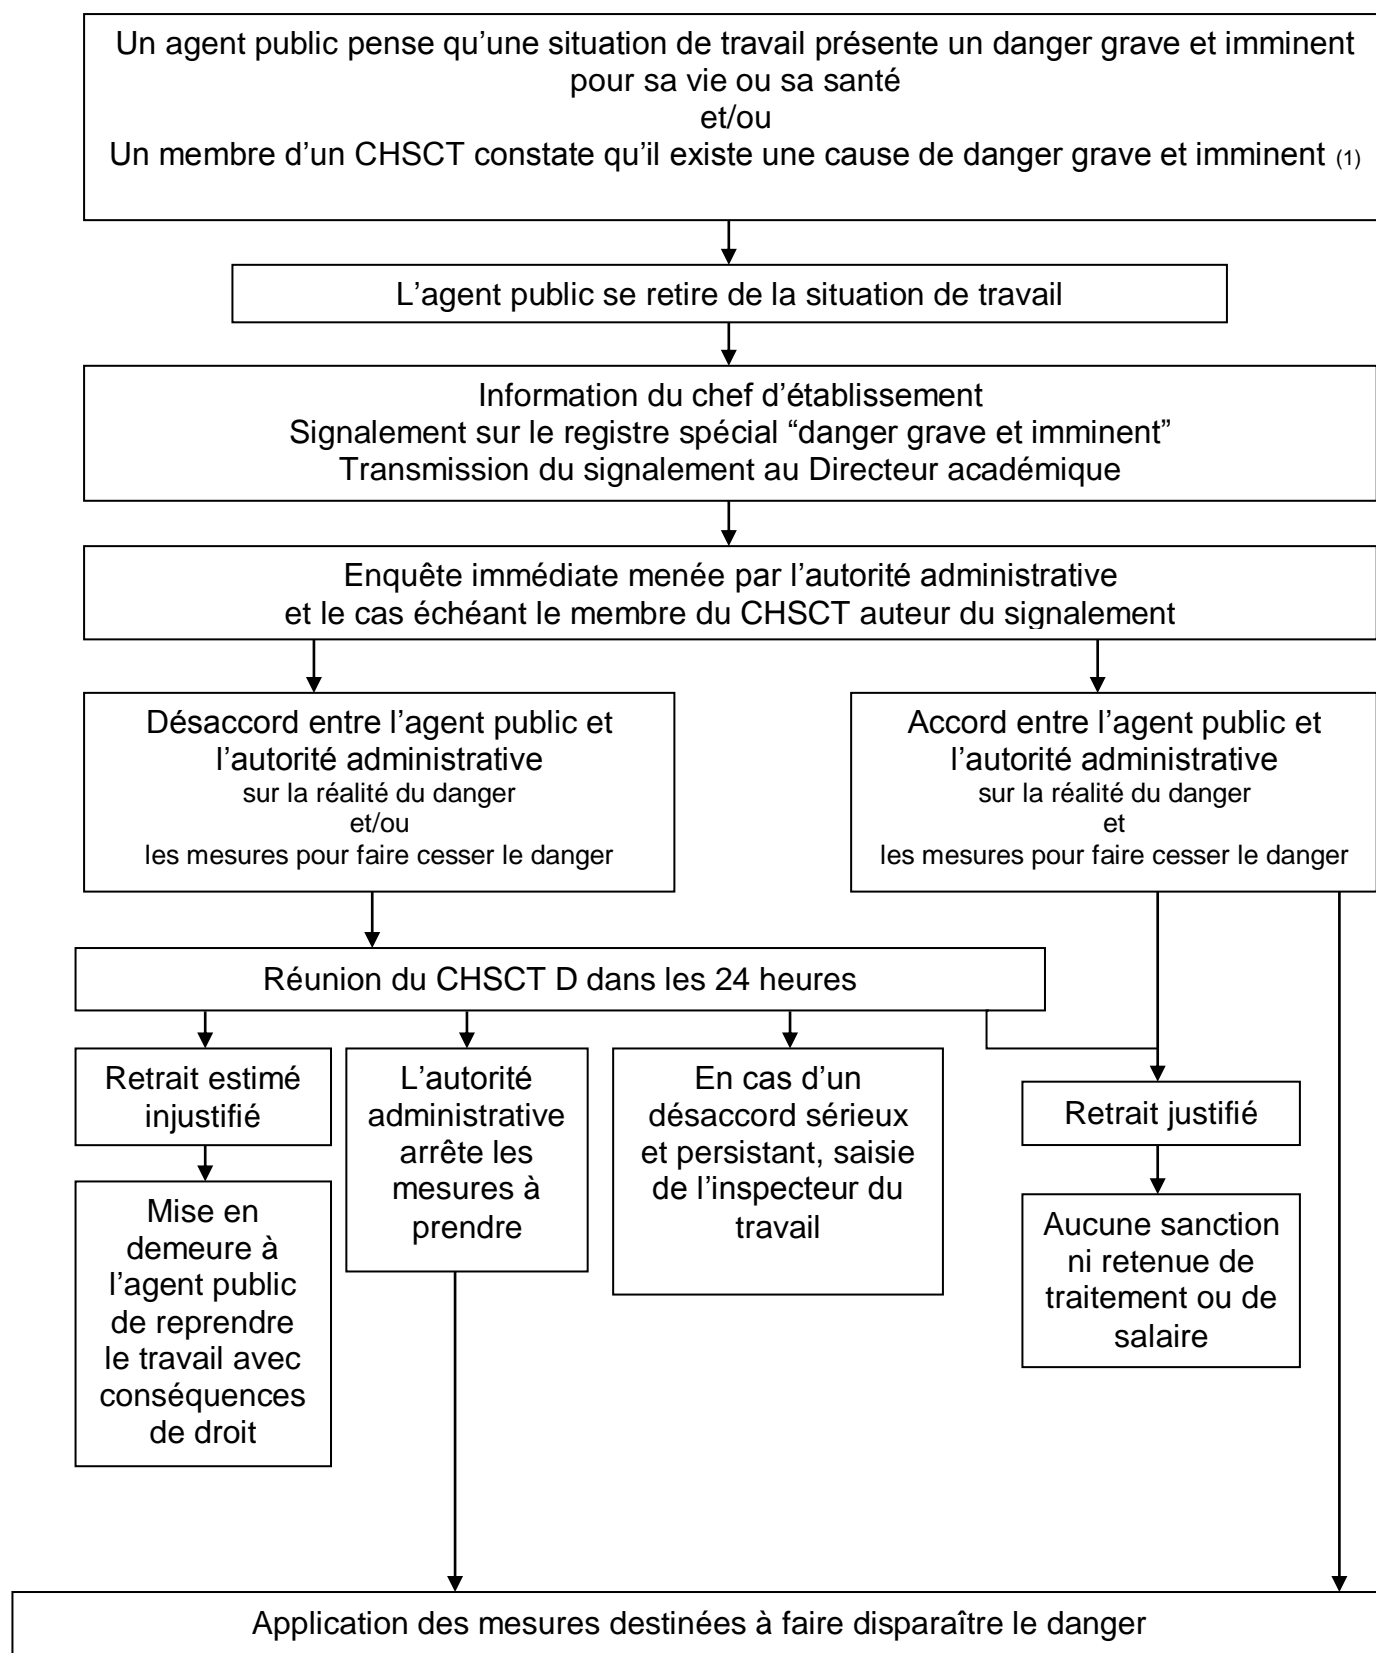 Un agent public pense qu’une situation de travail présente un danger grave et imminent
pour sa vie ou sa santé
et/ou
Un membre d’un CHSCT constate qu’il existe une cause de danger grave et imminent (1)
L’agent public se retire de la situation de travail
Information du chef d’établissement
Signalement sur le registre spécial “danger grave et imminent”
Transmission du signalement au Directeur académique
Enquête immédiate menée par l’autorité administrative
et le cas échéant le membre du CHSCT auteur du signalement
Désaccord entre l’agent public et
l’autorité administrative
sur la réalité du danger
et/ou
les mesures pour faire cesser le danger
Accord entre l’agent public et
l’autorité administrative
sur la réalité du danger
et
les mesures pour faire cesser le danger
Réunion du CHSCT D dans les 24 heures
Retrait estimé
injustifié
L’autorité
administrative
arrête les
mesures à
prendre
En cas d’un
désaccord sérieux
et persistant, saisie
de l’inspecteur du
travail
Retrait justifié
Mise en
demeure à
l’agent public
de reprendre
le travail avec
conséquences
de droit
Aucune sanction
ni retenue de
traitement ou de
salaire
Application des mesures destinées à faire disparaître le danger